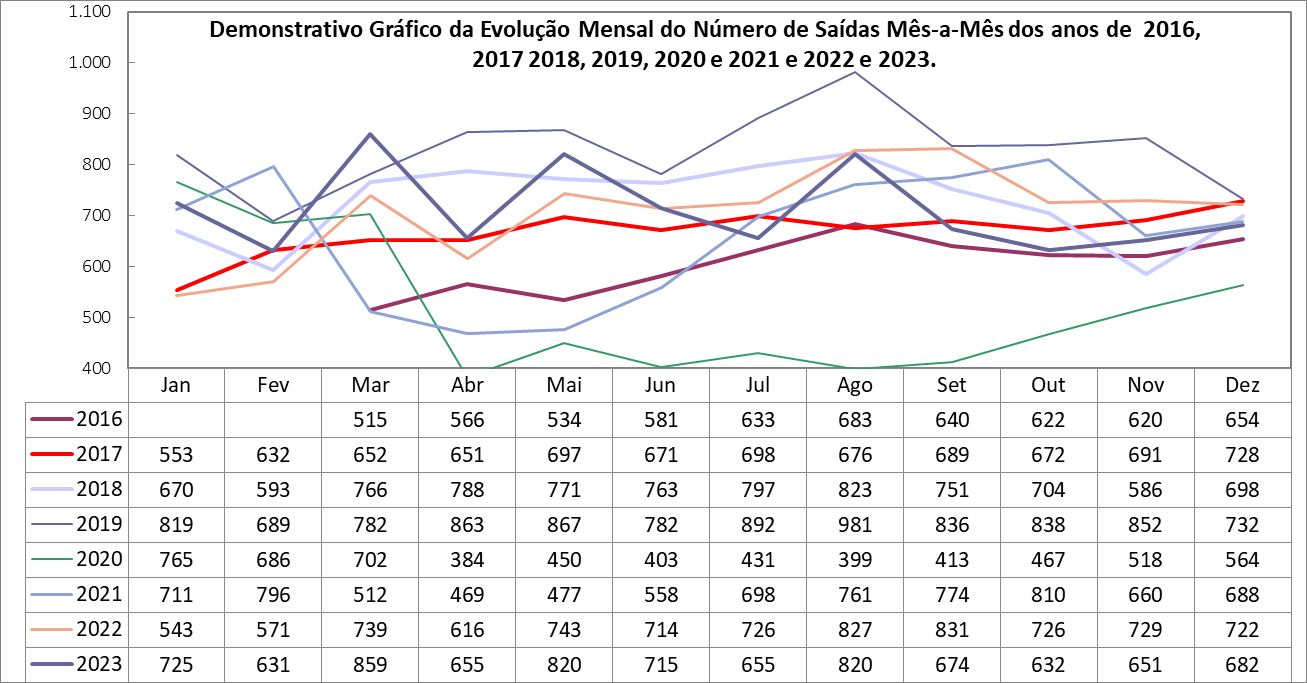 Demonstrativo Gráfico da Evolução Mensal do Número de Saídas Mês-a-Mês dos anos de 2016,
2017 2018, 2019, 2020 e 2021 e 2022 e 2023.
1.100
1.000
900
800
700
600
500
400
Jan Fev Mar Abr Mai Jun Jul Ago Set Out Nov Dez
2016 515 566 534 581 633 683 640 622 620 654
2017 553 632 652 651 697 671 698 676 689 672 691 728
2018 670 593 766 788 771 763 797 823 751 704 586 698
2019 819 689 782 863 867 782 892 981 836 838 852 732
2020 765 686 702 384 450 403 431 399 413 467 518 564
2021 711 796 512 469 477 558 698 761 774 810 660 688
2022 543 571 739 616 743 714 726 827 831 726 729 722
2023 725 631 859 655 820 715 655 820 674 632 651 682